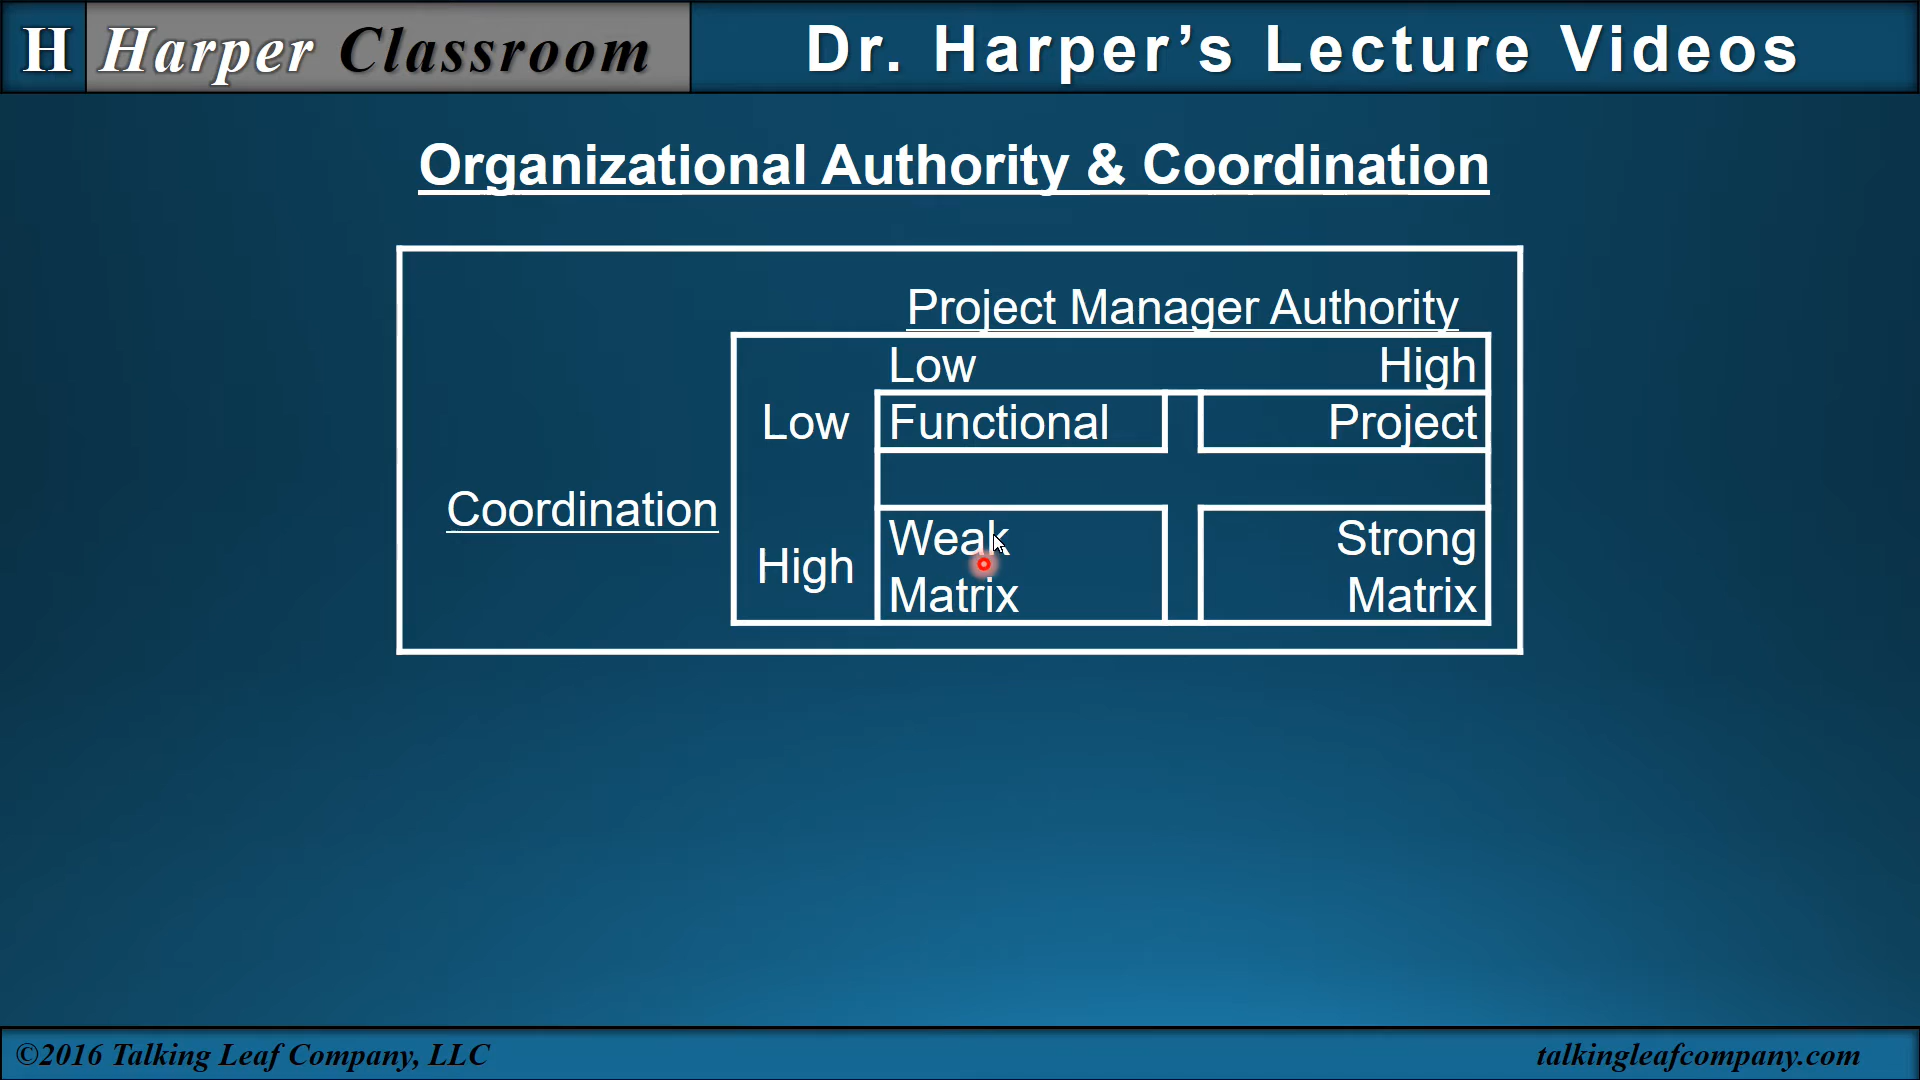 H Harper Classroom Dr. Harper's Lecture Videos
Organizational Authority & Coordination
Project Manager Authority
Low High
Low Functional Project
Coordination
High Weak Matrix Strong Matrix
©2016 Talking Leaf Company, LLC talkingleafcompany.com